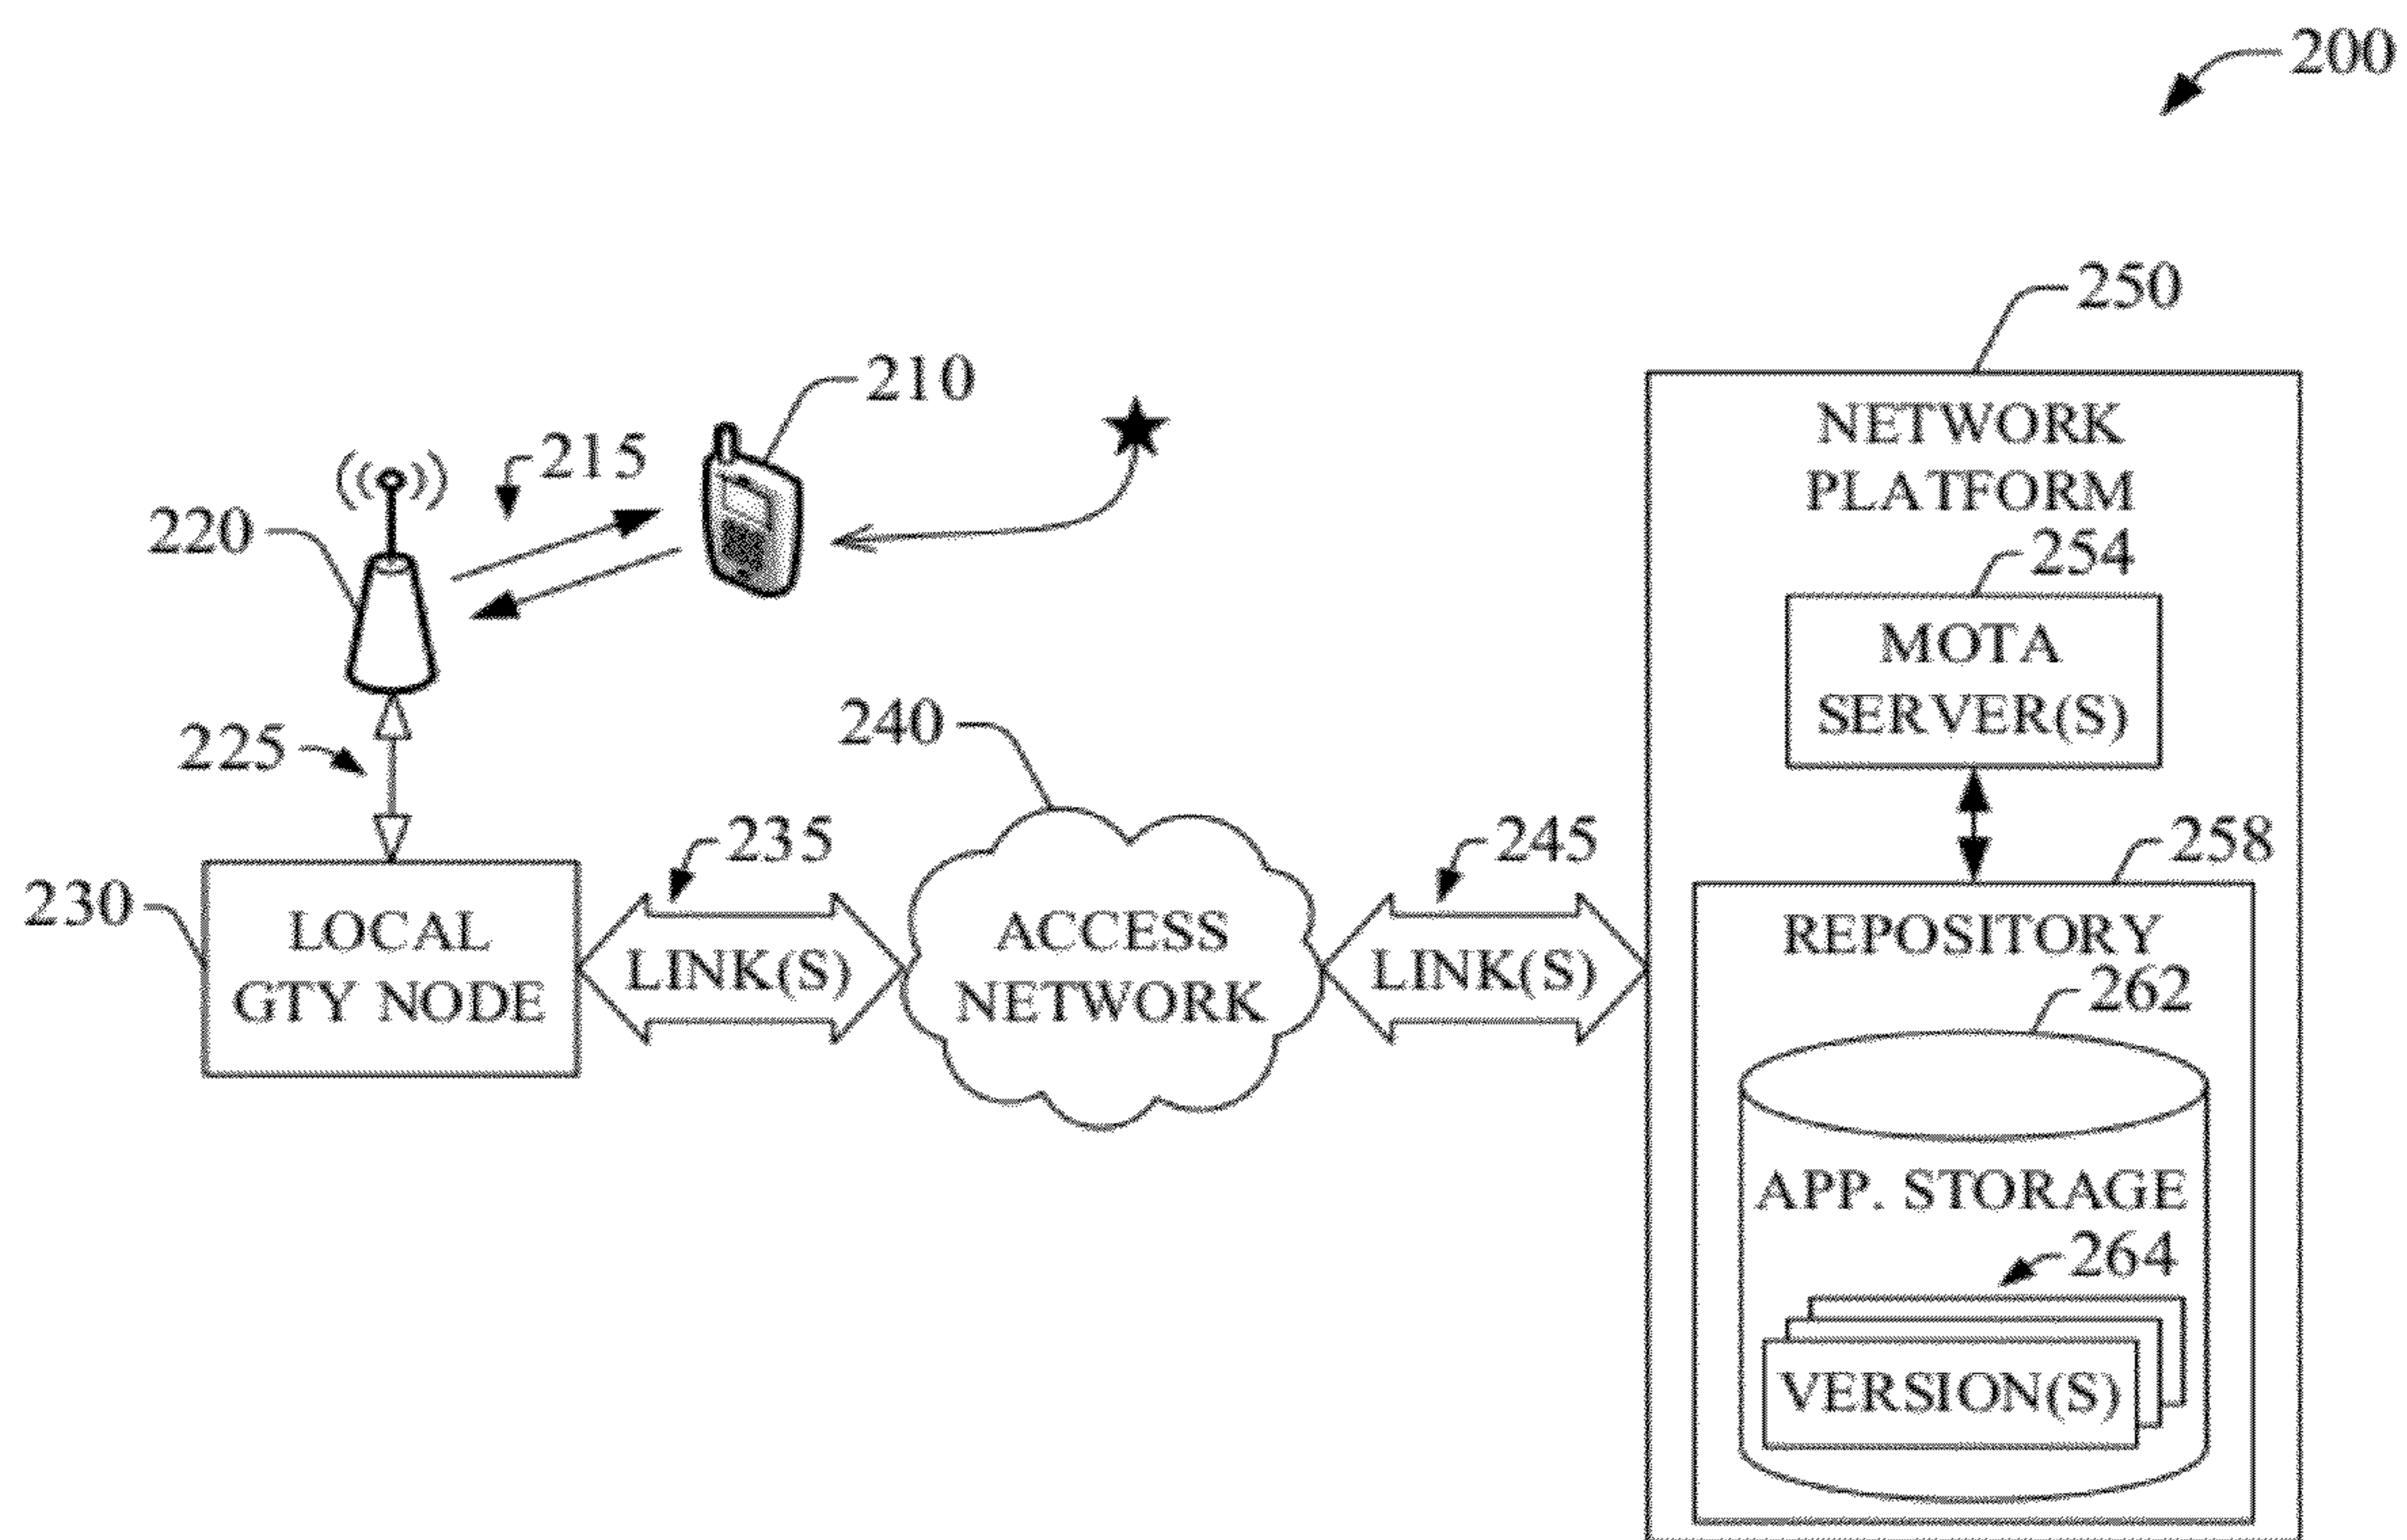 200
250
210
215
220
NETWORK
PLATFORM
254
MOTA
SERVER(S)
240
225
235
245
258
230
LOCAL
GTY NODE
LINK(S)
ACCESS
NETWORK
LINK(S)
REPOSITORY
262
APP. STORAGE
264
VERSION(S)